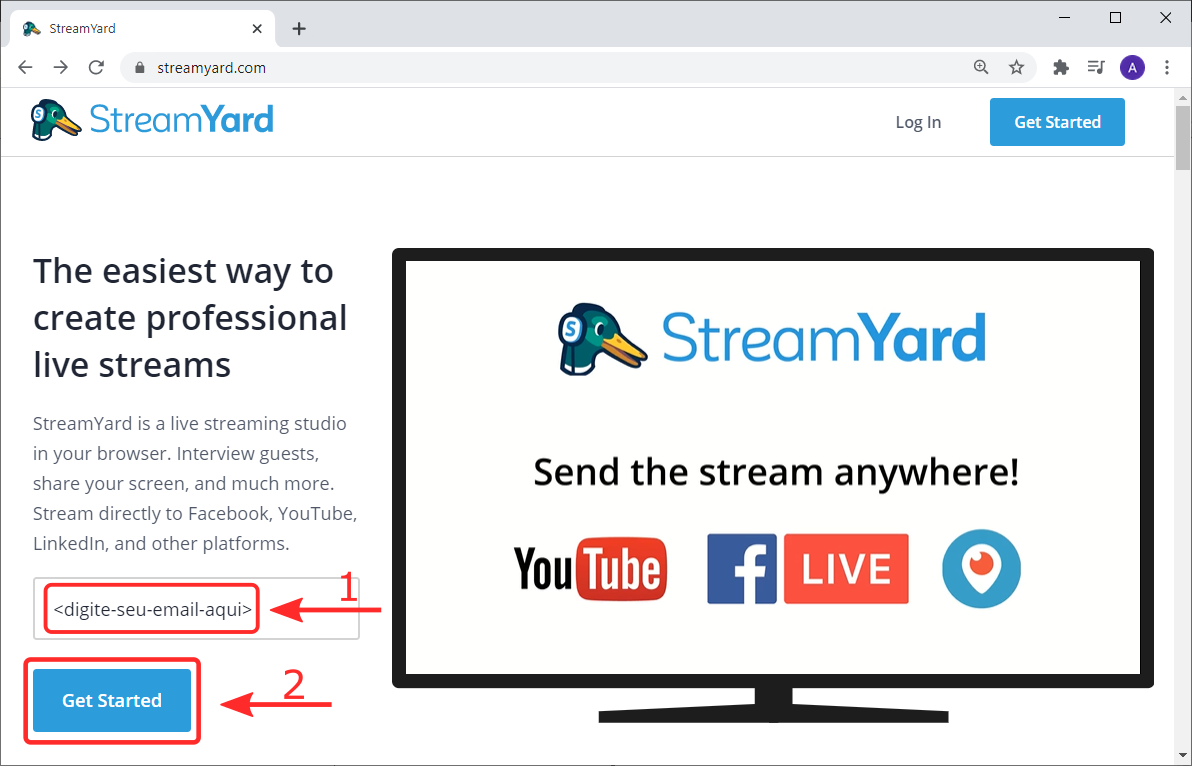 StreamYard
streamyard.com
A
StreamYard
Log In
Get Started
The easiest way to
create professional
live streams
StreamYard is a live streaming studio
in your browser. Interview guests,
share your screen, and much more.
Stream directly to Facebook, YouTube,
LinkedIn, and other platforms.
<digite-seu-email-aqui>
1
Get Started
2
S StreamYard
Send the stream anywhere!
YouTube
f LIVE